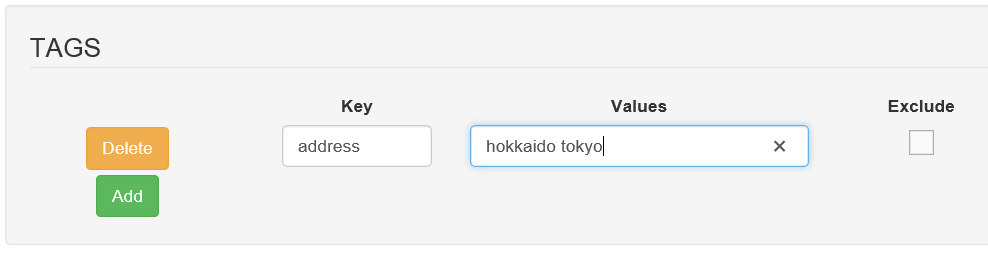 TAGS
Key Values Exclude
Delete address hokkaido tokyo
Add